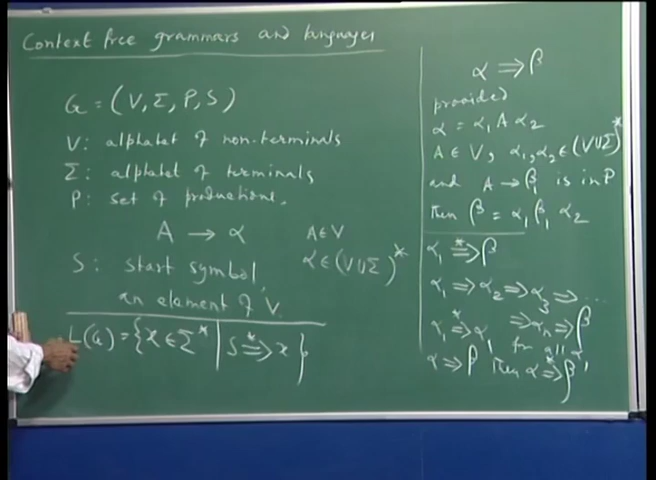 Context free grammars and languages
G = (V, Σ, P, S)
V: alphabet of non-terminals
Σ: alphabet of terminals
P: set of productions.
A → α A ∈ V
S: start symbol α ∈ (V ∪ Σ)*
an element of V.
L(G) = {x ∈ Σ* | S ⇒* x}
α ⇒ β
provided
α = α₁ A α₂
A ∈ V, α₁, α₂ ∈ (V ∪ Σ)*
and A → β₁ is in P
Then β = α₁ β₁ α₂
α₁ ⇒* β
α₁ ⇒ α₂ ⇒ α₃ ⇒ ...
⇒ αₙ ⇒ β
α₁ ⇒* α₁ for all α₁
α ⇒ β Then α ⇒* β